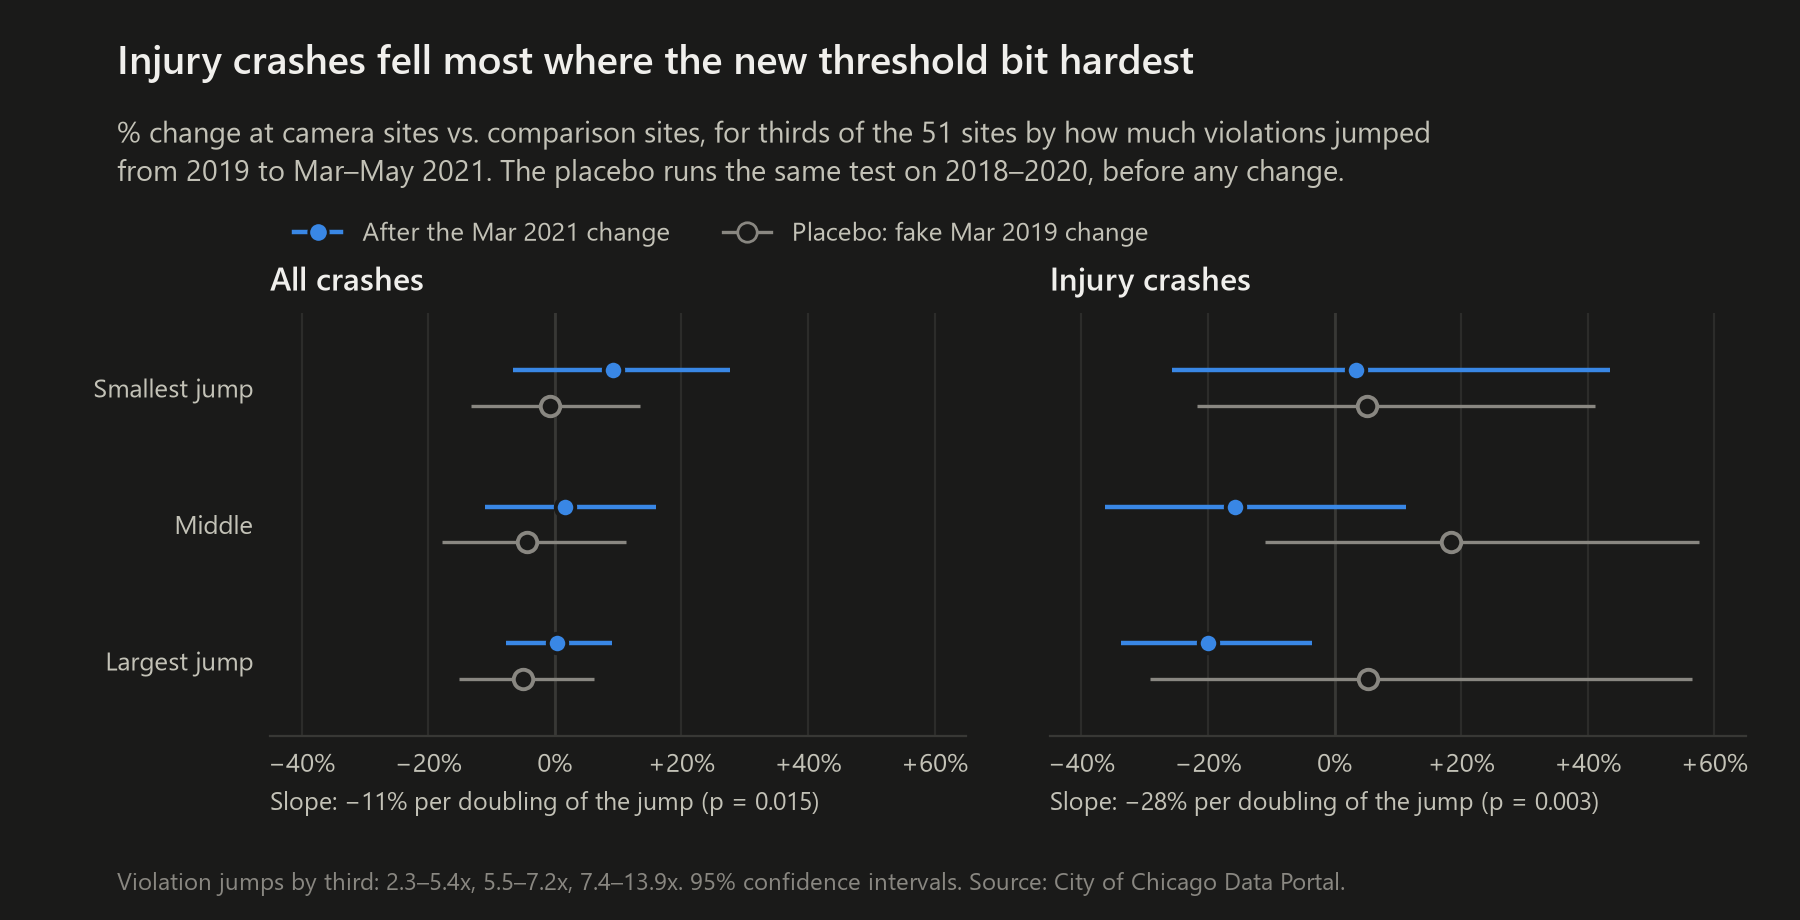 Injury crashes fell most where the new threshold bit hardest
% change at camera sites vs. comparison sites, for thirds of the 51 sites by how much violations jumped
from 2019 to Mar–May 2021. The placebo runs the same test on 2018–2020, before any change.
After the Mar 2021 change
Placebo: fake Mar 2019 change
All crashes
Injury crashes
Smallest jump
Middle
Largest jump
−40% −20% 0% +20% +40% +60%
−40% −20% 0% +20% +40% +60%
Slope: −11% per doubling of the jump (p = 0.015)
Slope: −28% per doubling of the jump (p = 0.003)
Violation jumps by third: 2.3–5.4x, 5.5–7.2x, 7.4–13.9x. 95% confidence intervals. Source: City of Chicago Data Portal.